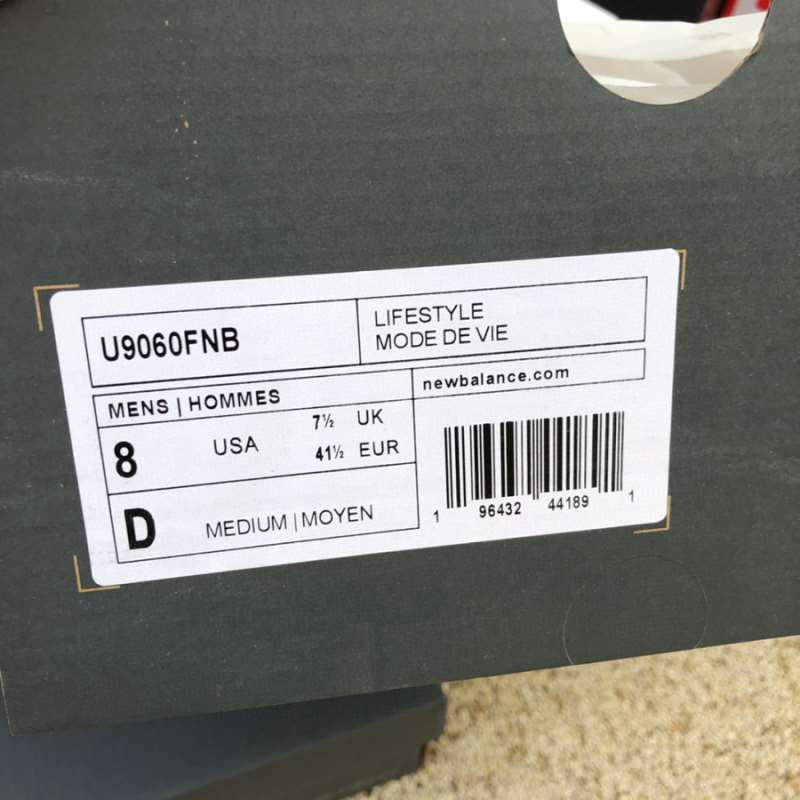 U9060FNB
LIFESTYLE
MODE DE VIE
MENS | HOMMES
newbalance.com
8 USA 7½ UK
41½ EUR
D MEDIUM | MOYEN
1 96432 44189 1